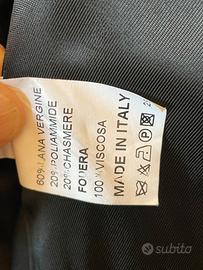 60% LANA VERGINE
20% POLIAMMIDE
20% CHASMERE
FODERA
100% VISCOSA
MADE IN ITALY
subito